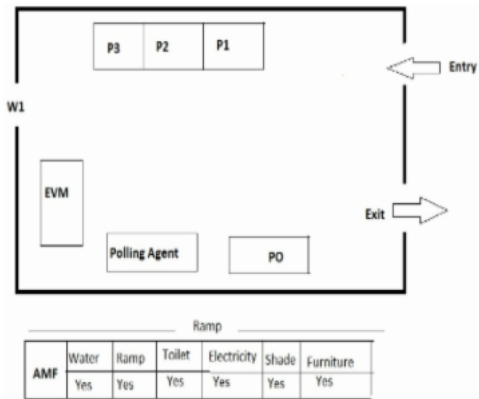 P3 P2 P1
Entry
W1
EVM
Exit
Polling Agent
PO
Ramp
AMF Water Ramp Toilet Electricity Shade Furniture
Yes Yes Yes Yes Yes Yes